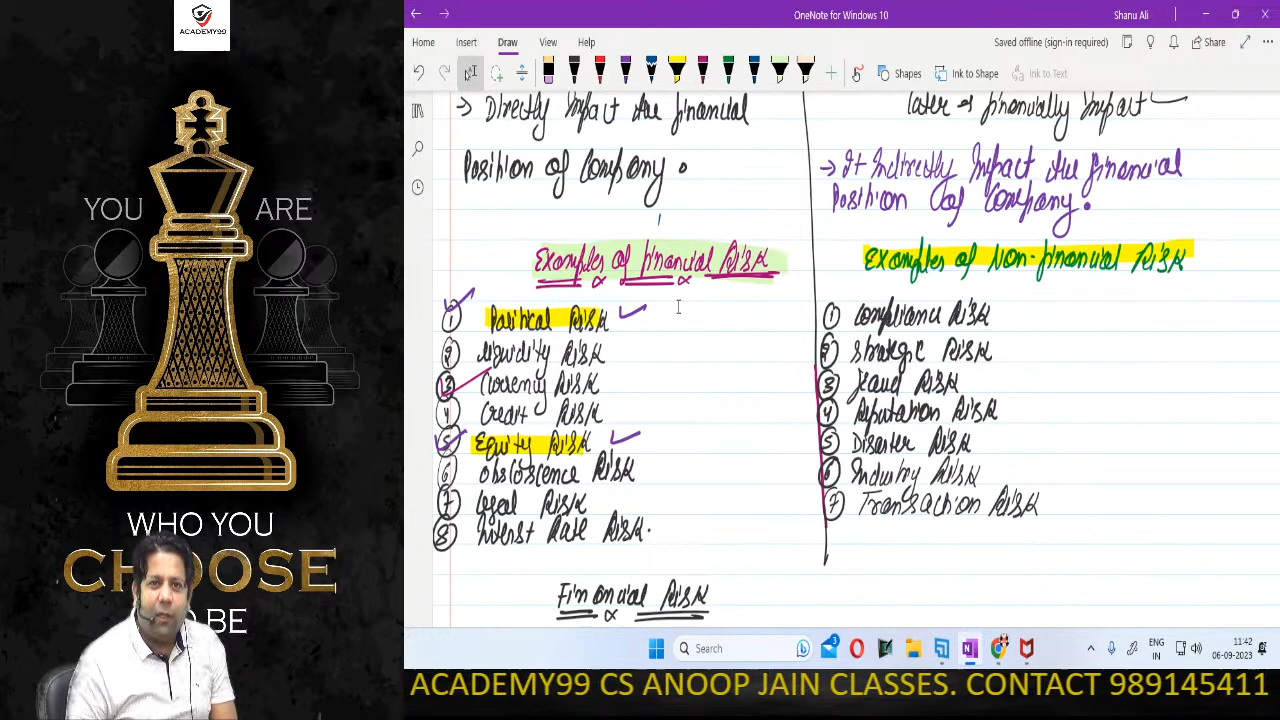 ACADEMY99
YOU ARE
WHO YOU
CHOOSE
TO BE
OneNote for Windows 10
Shanu Ali
Home Insert Draw View Help
Saved offline (sign-in required)
Share
Shapes
Ink to Shape
Ink to Text
→ Directly impact the financial
Position of Company.
later → financially impact
→ It Indirectly Impact the financial
Position of Company.
Examples of financial Risk
① Political Risk
② liquidity Risk
③ Currency Risk
④ Credit Risk
⑤ Equity Risk
⑥ Risk
⑦ legal Risk
⑧ Interst Rate Risk.
Financial Risk
Examples of Non-financial Risk
① Compliance Risk
② Strategic Risk
③ fraud Risk
④ Reputation Risk
⑤ Disaster Risk
⑥ Industry Risk
⑦ Transaction Risk
Search
3
ENG
IN
11:42
06-09-2023
ACADEMY99 CS ANOOP JAIN CLASSES. CONTACT 989145411